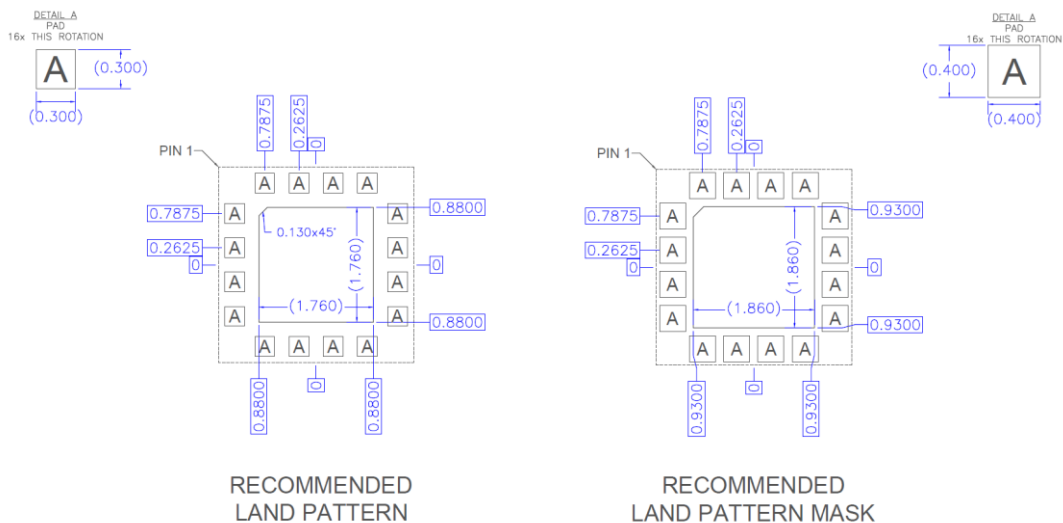 DETAIL A
PAD
16x THIS ROTATION
A
(0.300)
(0.300)
0.7875
0.2625
0
PIN 1
A A A A
0.7875
A
A
0.8800
0.2625
A
0.130x45°
(1.760)
A
0
0
A
A
(1.760)
A
A
0.8800
A A A A
0.8800
0
0.8800
RECOMMENDED
LAND PATTERN
DETAIL A
PAD
16x THIS ROTATION
(0.400)
A
(0.400)
0.7875
0.2625
0
PIN 1
A A A A
0.7875
A
A
0.9300
0.2625
A
(1.860)
A
0
0
A
A
(1.860)
A
A
0.9300
A A A A
0.9300
0
0.9300
RECOMMENDED
LAND PATTERN MASK